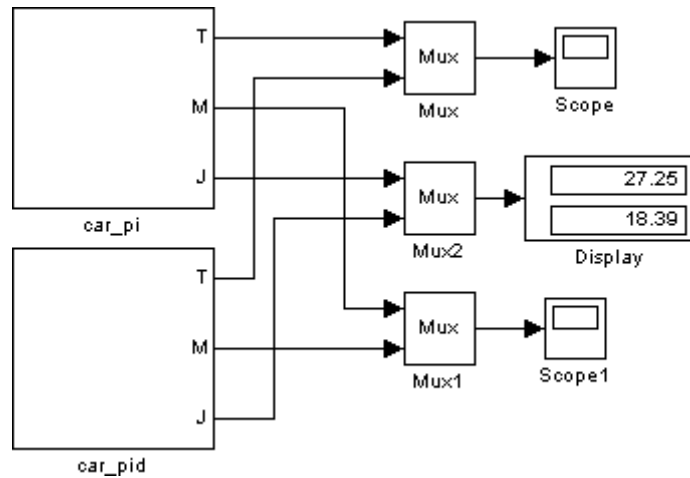 T
M
J
car_pi
T
M
J
car_pid
Mux
Mux
Scope
Mux
Mux2
27.25
18.39
Display
Mux
Mux1
Scope1